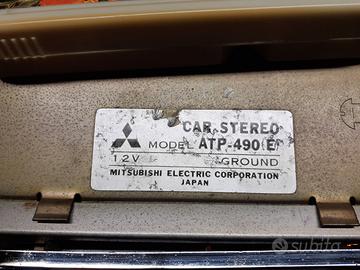 CAR STEREO
MODEL ATP-490 E
12V GROUND
MITSUBISHI ELECTRIC CORPORATION
JAPAN
subito